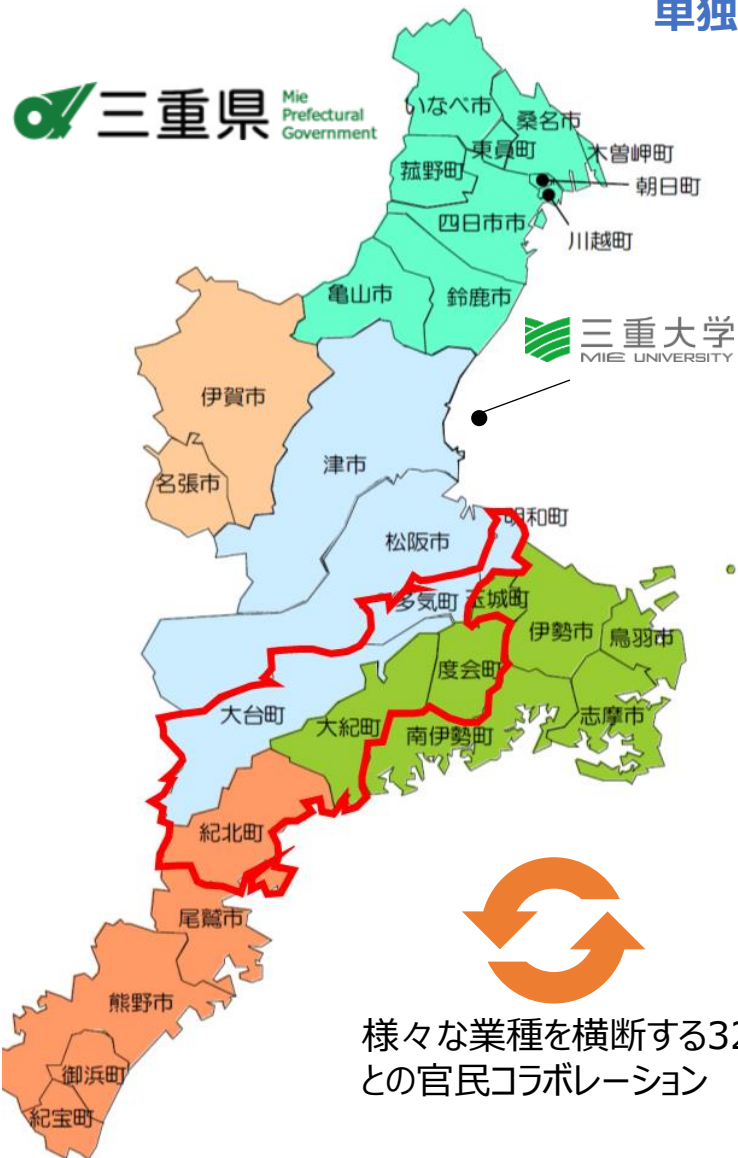 単独
三重県
Mie
Prefectural
Government
いなべ市
桑名市
東員町
木曽岬町
菰野町
朝日町
四日市市
川越町
亀山市
鈴鹿市
三重大学
MIE UNIVERSITY
伊賀市
津市
名張市
明和町
松阪市
多気町
玉城町
伊勢市
鳥羽市
度会町
大台町
大紀町
志摩市
南伊勢町
紀北町
尾鷲市
熊野市
御浜町
紀宝町
様々な業種を横断する32
との官民コラボレーション